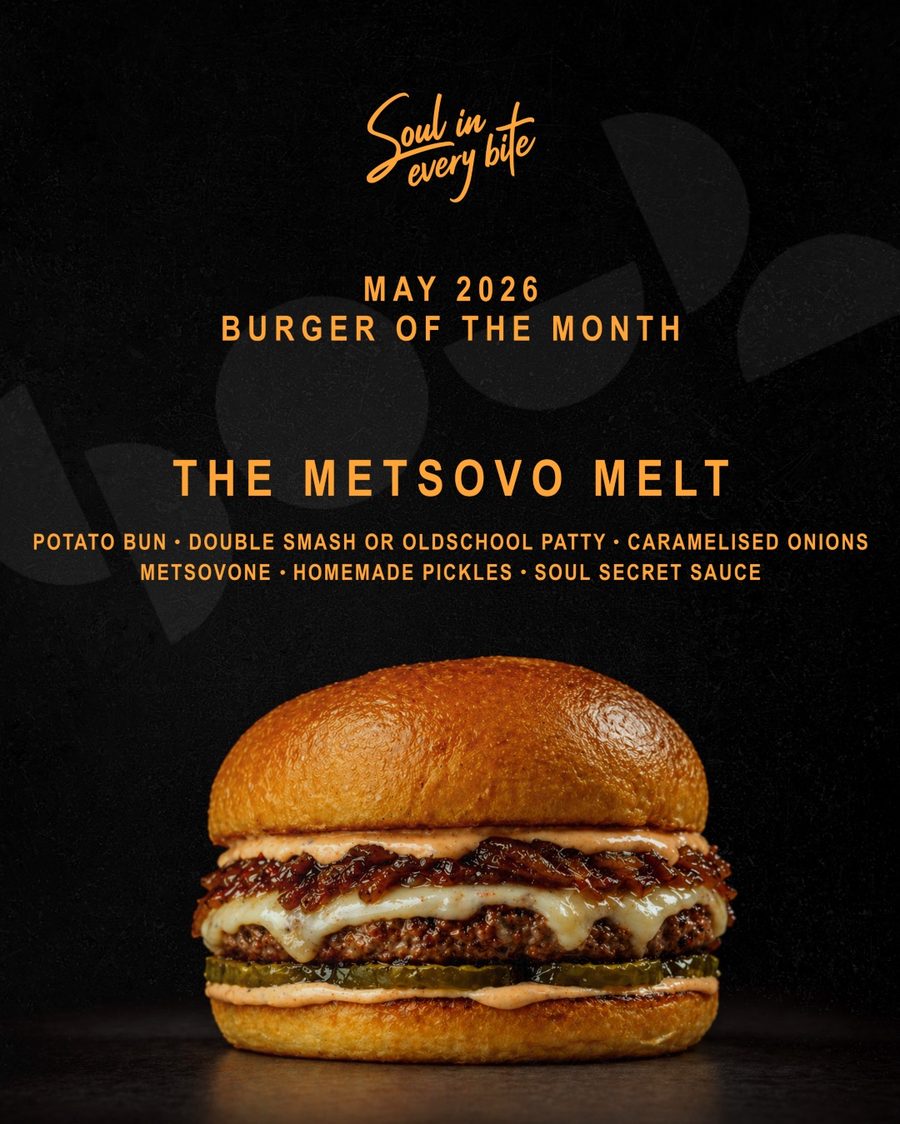 Soul in
every bite
MAY 2026
BURGER OF THE MONTH
THE METSOVO MELT
POTATO BUN • DOUBLE SMASH OR OLDSCHOOL PATTY • CARAMELISED ONIONS
METSOVONE • HOMEMADE PICKLES • SOUL SECRET SAUCE